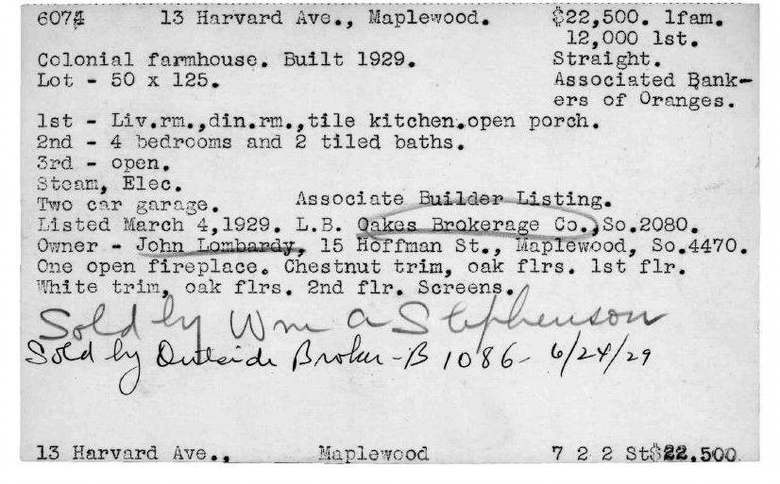 6074 13 Harvard Ave., Maplewood. $22,500. 1fam.
12,000 1st.
Colonial farmhouse. Built 1929. Straight.
Lot - 50 x 125. Associated Bank-
ers of Oranges.
1st - Liv.rm.,din.rm.,tile kitchen.open porch.
2nd - 4 bedrooms and 2 tiled baths.
3rd - open.
Steam, Elec.
Two car garage. Associate Builder Listing.
Listed March 4,1929. L.B. Oakes Brokerage Co.,So.2080.
Owner - John Lombardy, 15 Hoffman St., Maplewood, So.4470.
One open fireplace. Chestnut trim, oak flrs. 1st flr.
White trim, oak flrs. 2nd flr. Screens.
Sold by Wm A Stephenson
Sold by Outside Broker-B 1086- 6/24/29
13 Harvard Ave., Maplewood 7 2 2 St$22.500